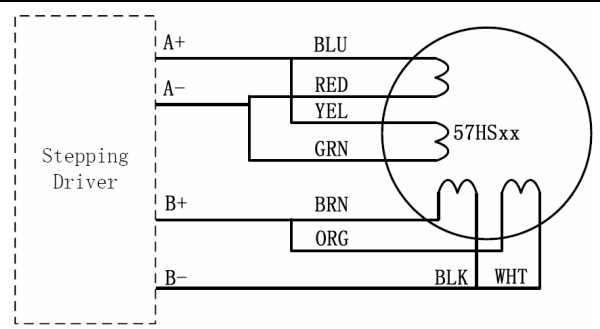 A+
BLU
A-
RED
YEL
57HSxx
GRN
Stepping
Driver
B+
BRN
ORG
B-
BLK
WHT